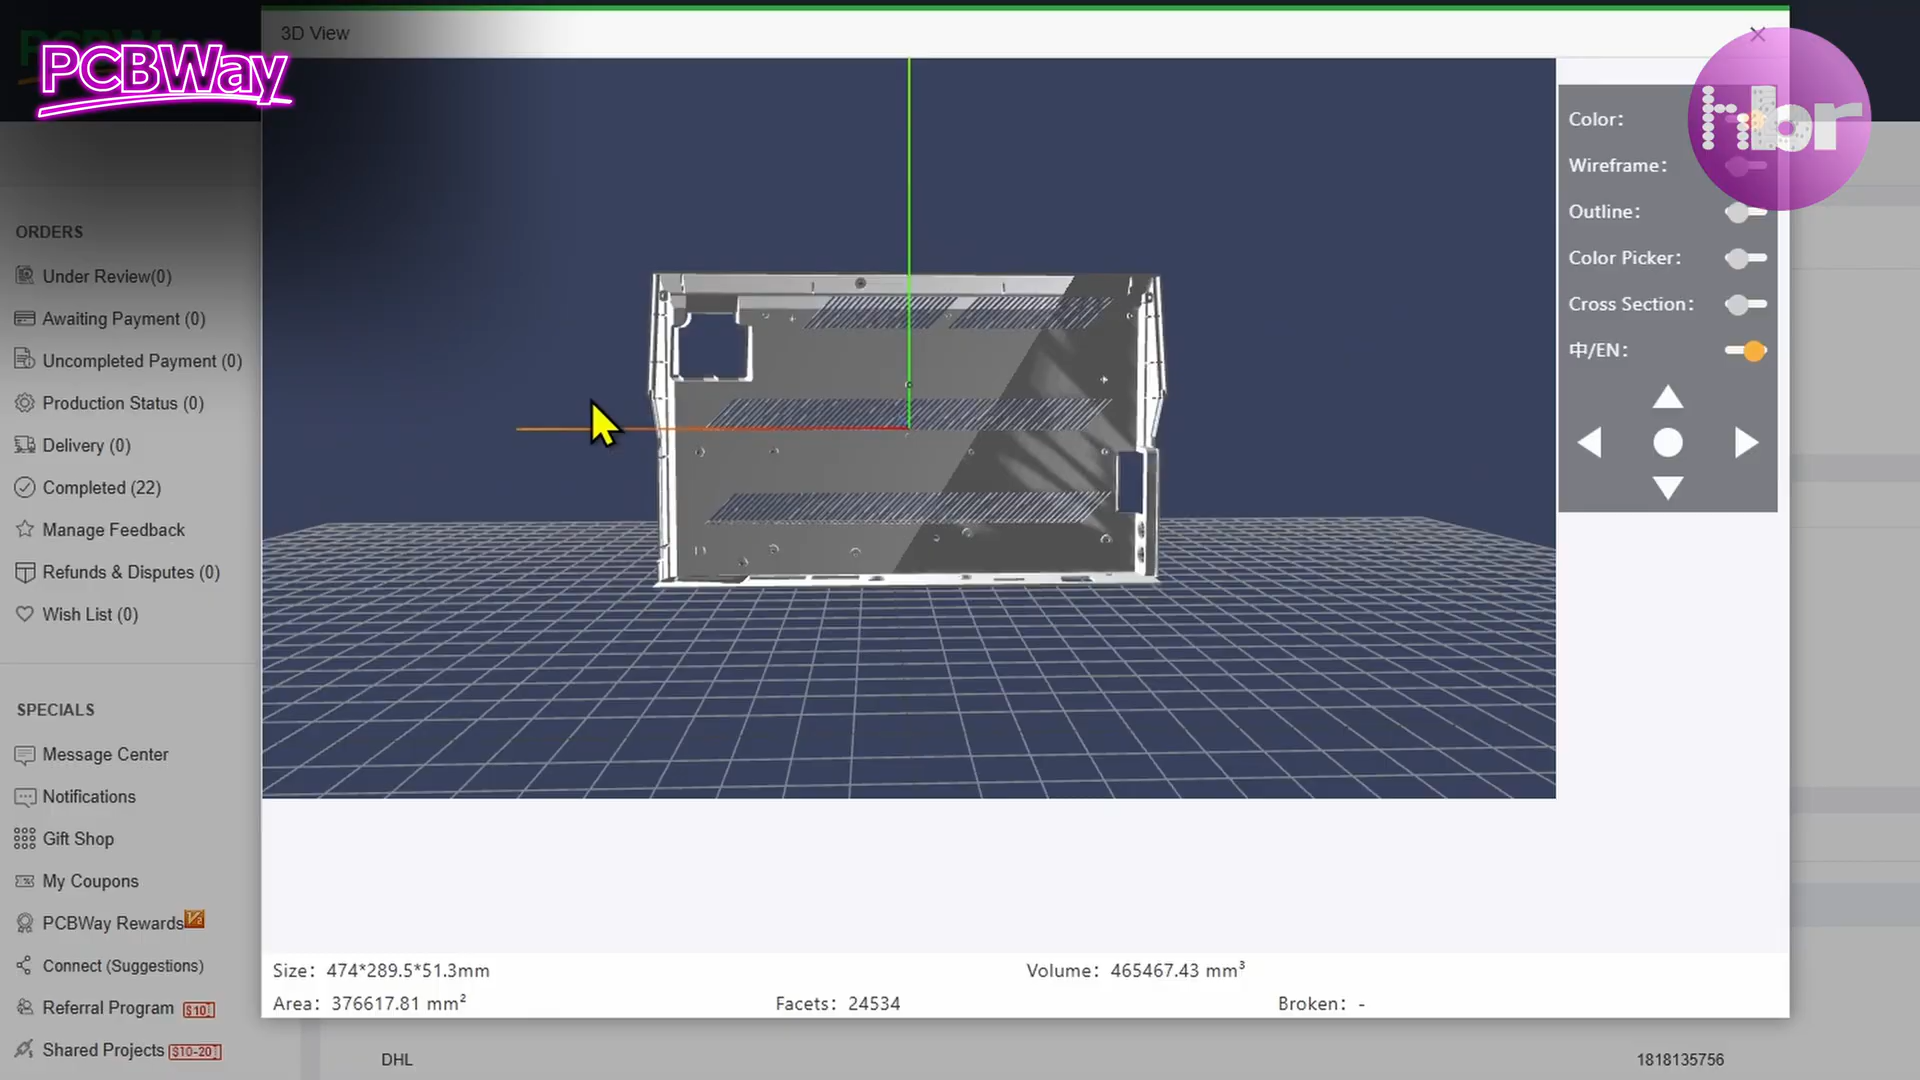 PCBWay
3D View
hbr
Color:
Wireframe:
Outline:
Color Picker:
Cross Section:
中/EN:
ORDERS
Under Review(0)
Awaiting Payment (0)
Uncompleted Payment (0)
Production Status (0)
Delivery (0)
Completed (22)
Manage Feedback
Refunds & Disputes (0)
Wish List (0)
SPECIALS
Message Center
Notifications
Gift Shop
My Coupons
PCBWay Rewards
Connect (Suggestions)
Referral Program $10
Shared Projects $10-20
Size: 474*289.5*51.3mm
Volume: 465467.43 mm³
Area: 376617.81 mm²
Facets: 24534
Broken: -
DHL
1818135756